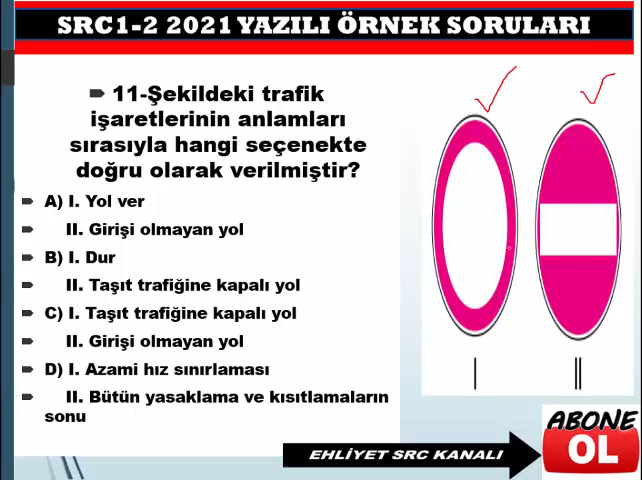 SRC1-2 2021 YAZILI ÖRNEK SORULARI
11-Şekildeki trafik
işaretlerinin anlamları
sırasıyla hangi seçenekte
doğru olarak verilmiştir?
A) I. Yol ver
II. Girişi olmayan yol
B) I. Dur
II. Taşıt trafiğine kapalı yol
C) I. Taşıt trafiğine kapalı yol
II. Girişi olmayan yol
D) I. Azami hız sınırlaması
II. Bütün yasaklama ve kısıtlamaların
sonu
I II
EHLİYET SRC KANALI
ABONE
OL